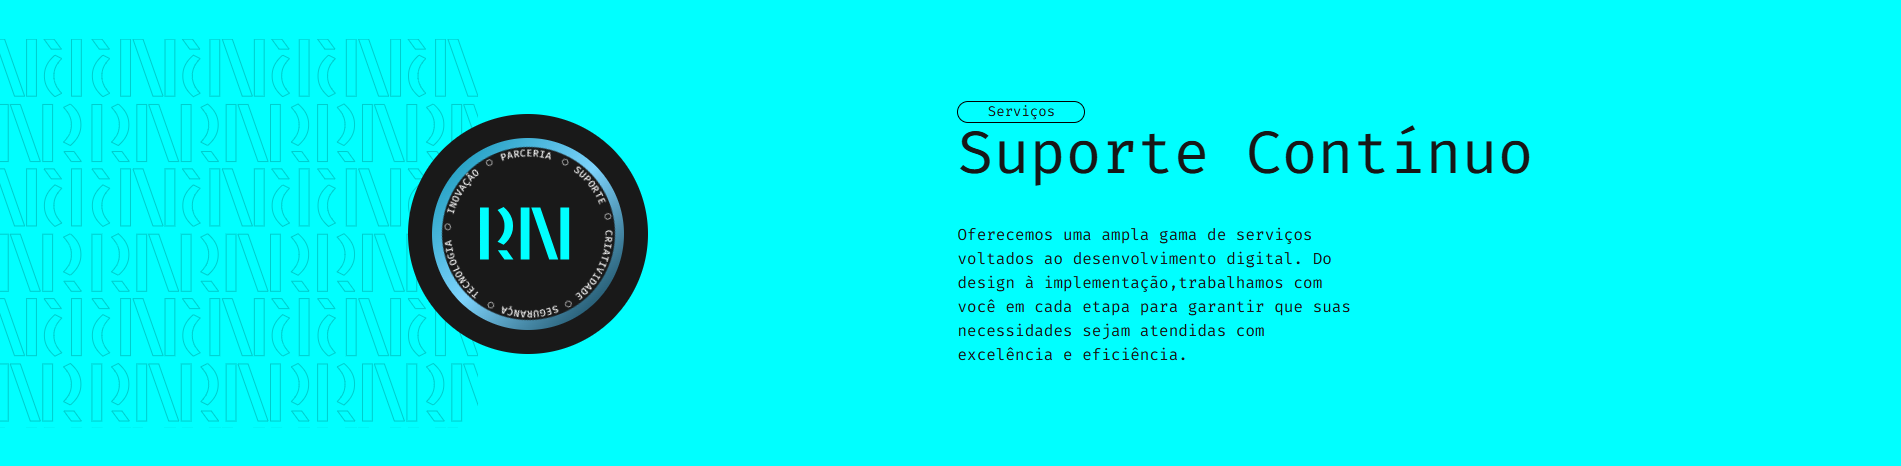 Serviços
Suporte Contínuo
Oferecemos uma ampla gama de serviços
voltados ao desenvolvimento digital. Do
design à implementação,trabalhamos com
você em cada etapa para garantir que suas
necessidades sejam atendidas com
excelência e eficiência.
PARCERIA
SUPORTE
CRIATIVIDADE
SEGURANÇA
TECNOLOGIA
INOVAÇÃO
RN